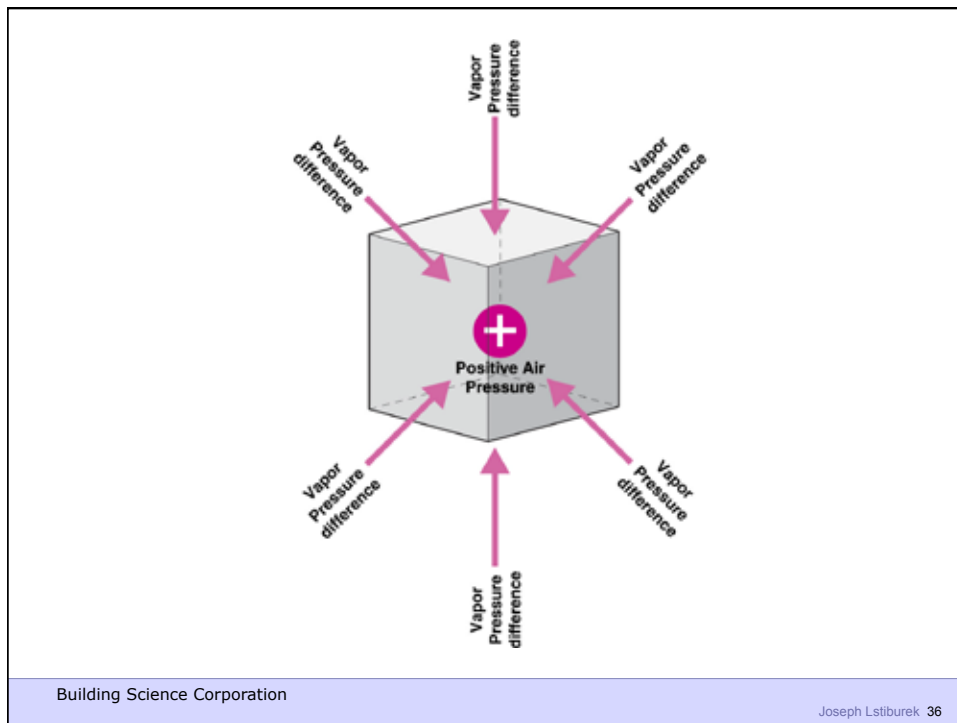 Vapor
Pressure
difference
Vapor
Pressure
difference
Vapor
Pressure
difference
Positive Air
Pressure
Vapor
Pressure
difference
Vapor
Pressure
difference
Vapor
Pressure
difference
Building Science Corporation
Joseph Lstiburek 36